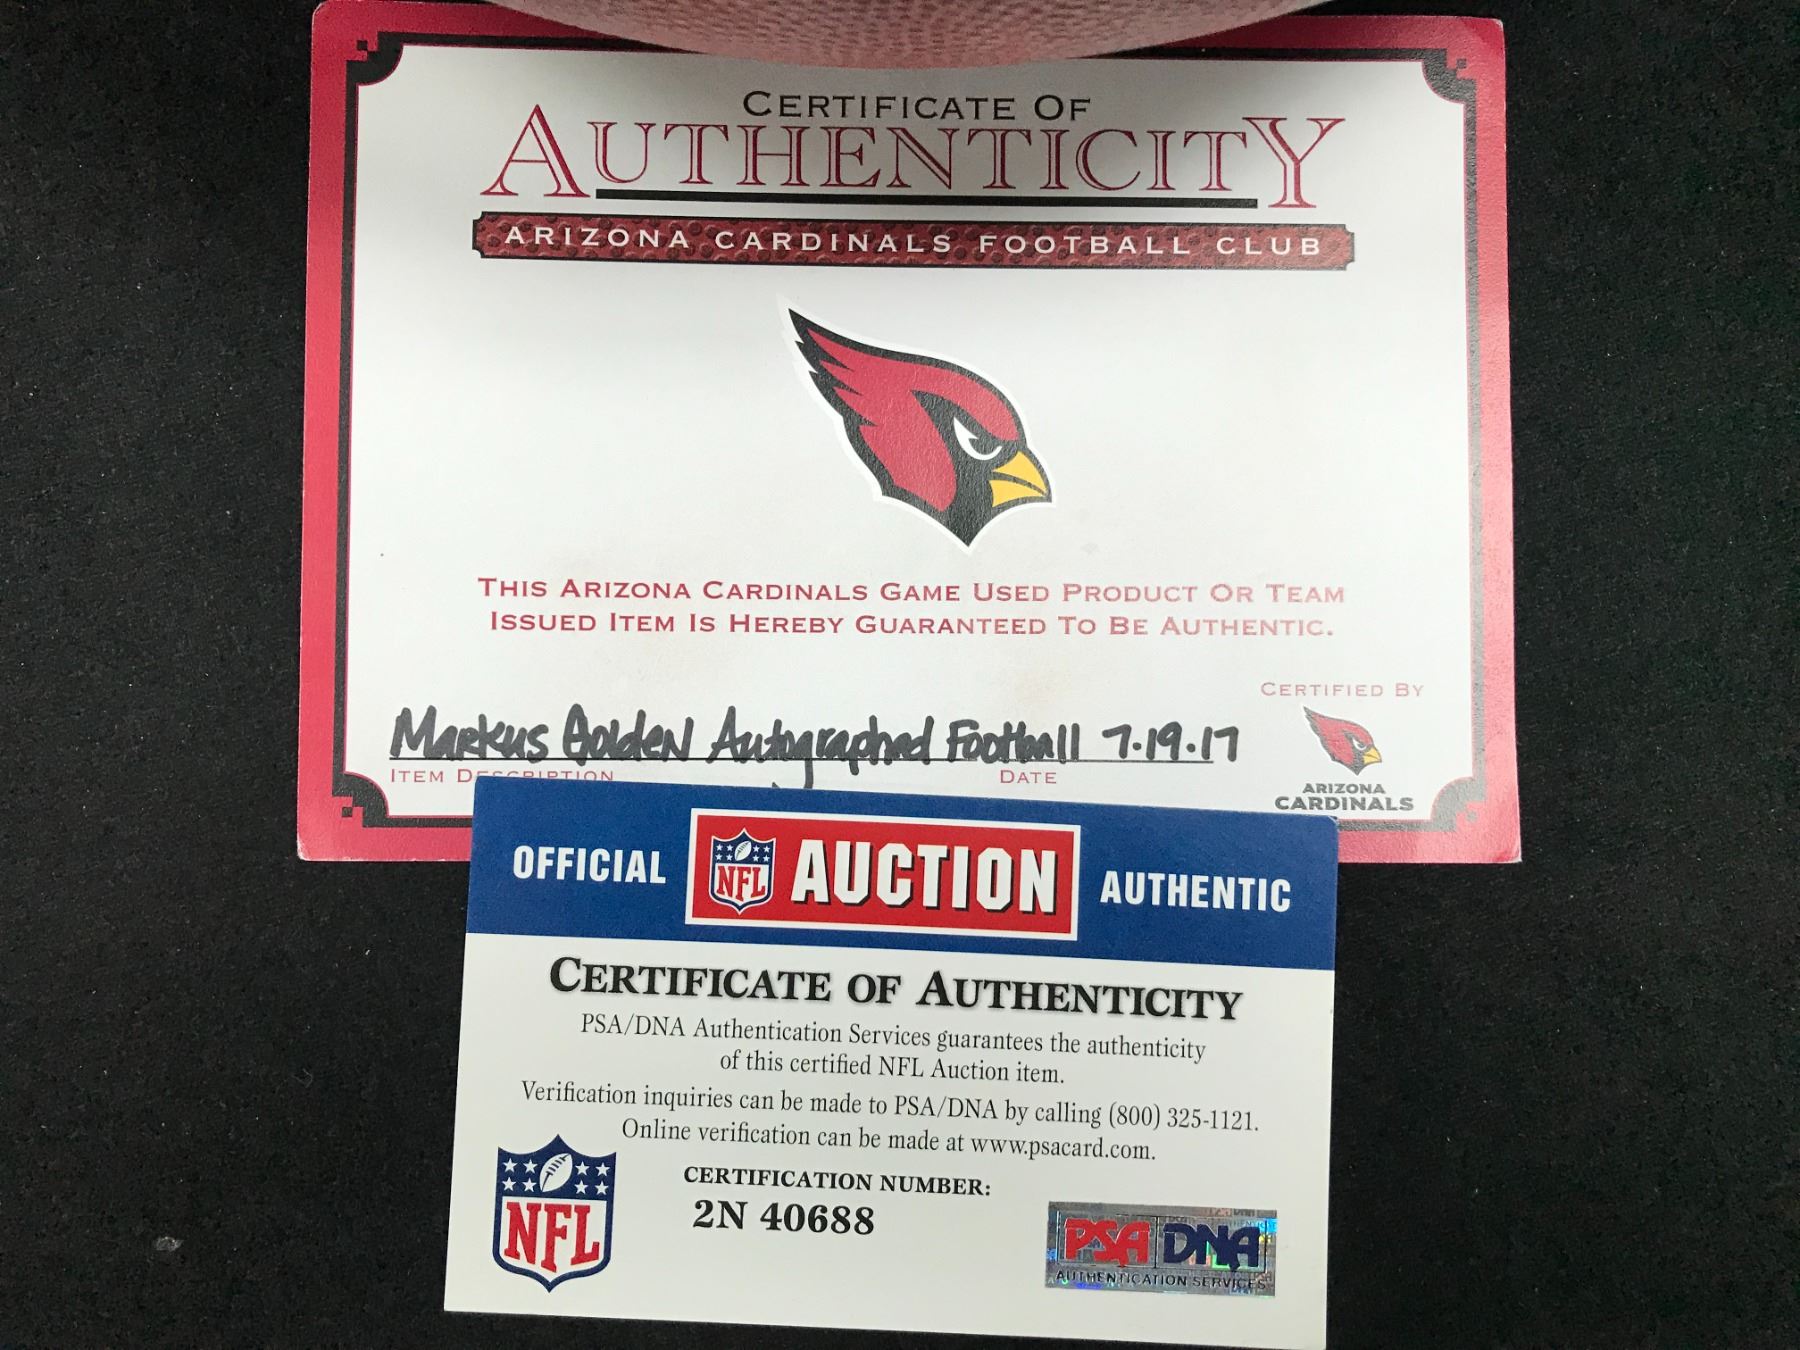 CERTIFICATE OF
AUTHENTICITY
ARIZONA CARDINALS FOOTBALL CLUB
THIS ARIZONA CARDINALS GAME USED PRODUCT OR TEAM
ISSUED ITEM IS HEREBY GUARANTEED TO BE AUTHENTIC.
CERTIFIED BY
Markus Golden Autographed Football 7.19.17
ITEM DESCRIPTION DATE
ARIZONA
CARDINALS
OFFICIAL NFL AUCTION AUTHENTIC
CERTIFICATE OF AUTHENTICITY
PSA/DNA Authentication Services guarantees the authenticity
of this certified NFL Auction item.
Verification inquiries can be made to PSA/DNA by calling (800) 325-1121.
Online verification can be made at www.psacard.com.
NFL
CERTIFICATION NUMBER:
2N 40688
PSA DNA
AUTHENTICATION SERVICES